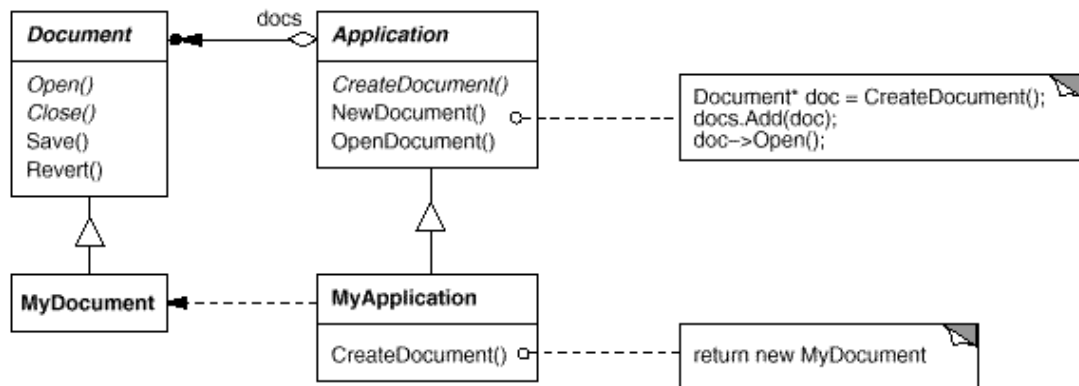 docs
Document
Open()
Close()
Save()
Revert()
Application
CreateDocument()
NewDocument()
OpenDocument()
Document* doc = CreateDocument();
docs.Add(doc);
doc->Open();
MyDocument
MyApplication
CreateDocument()
return new MyDocument